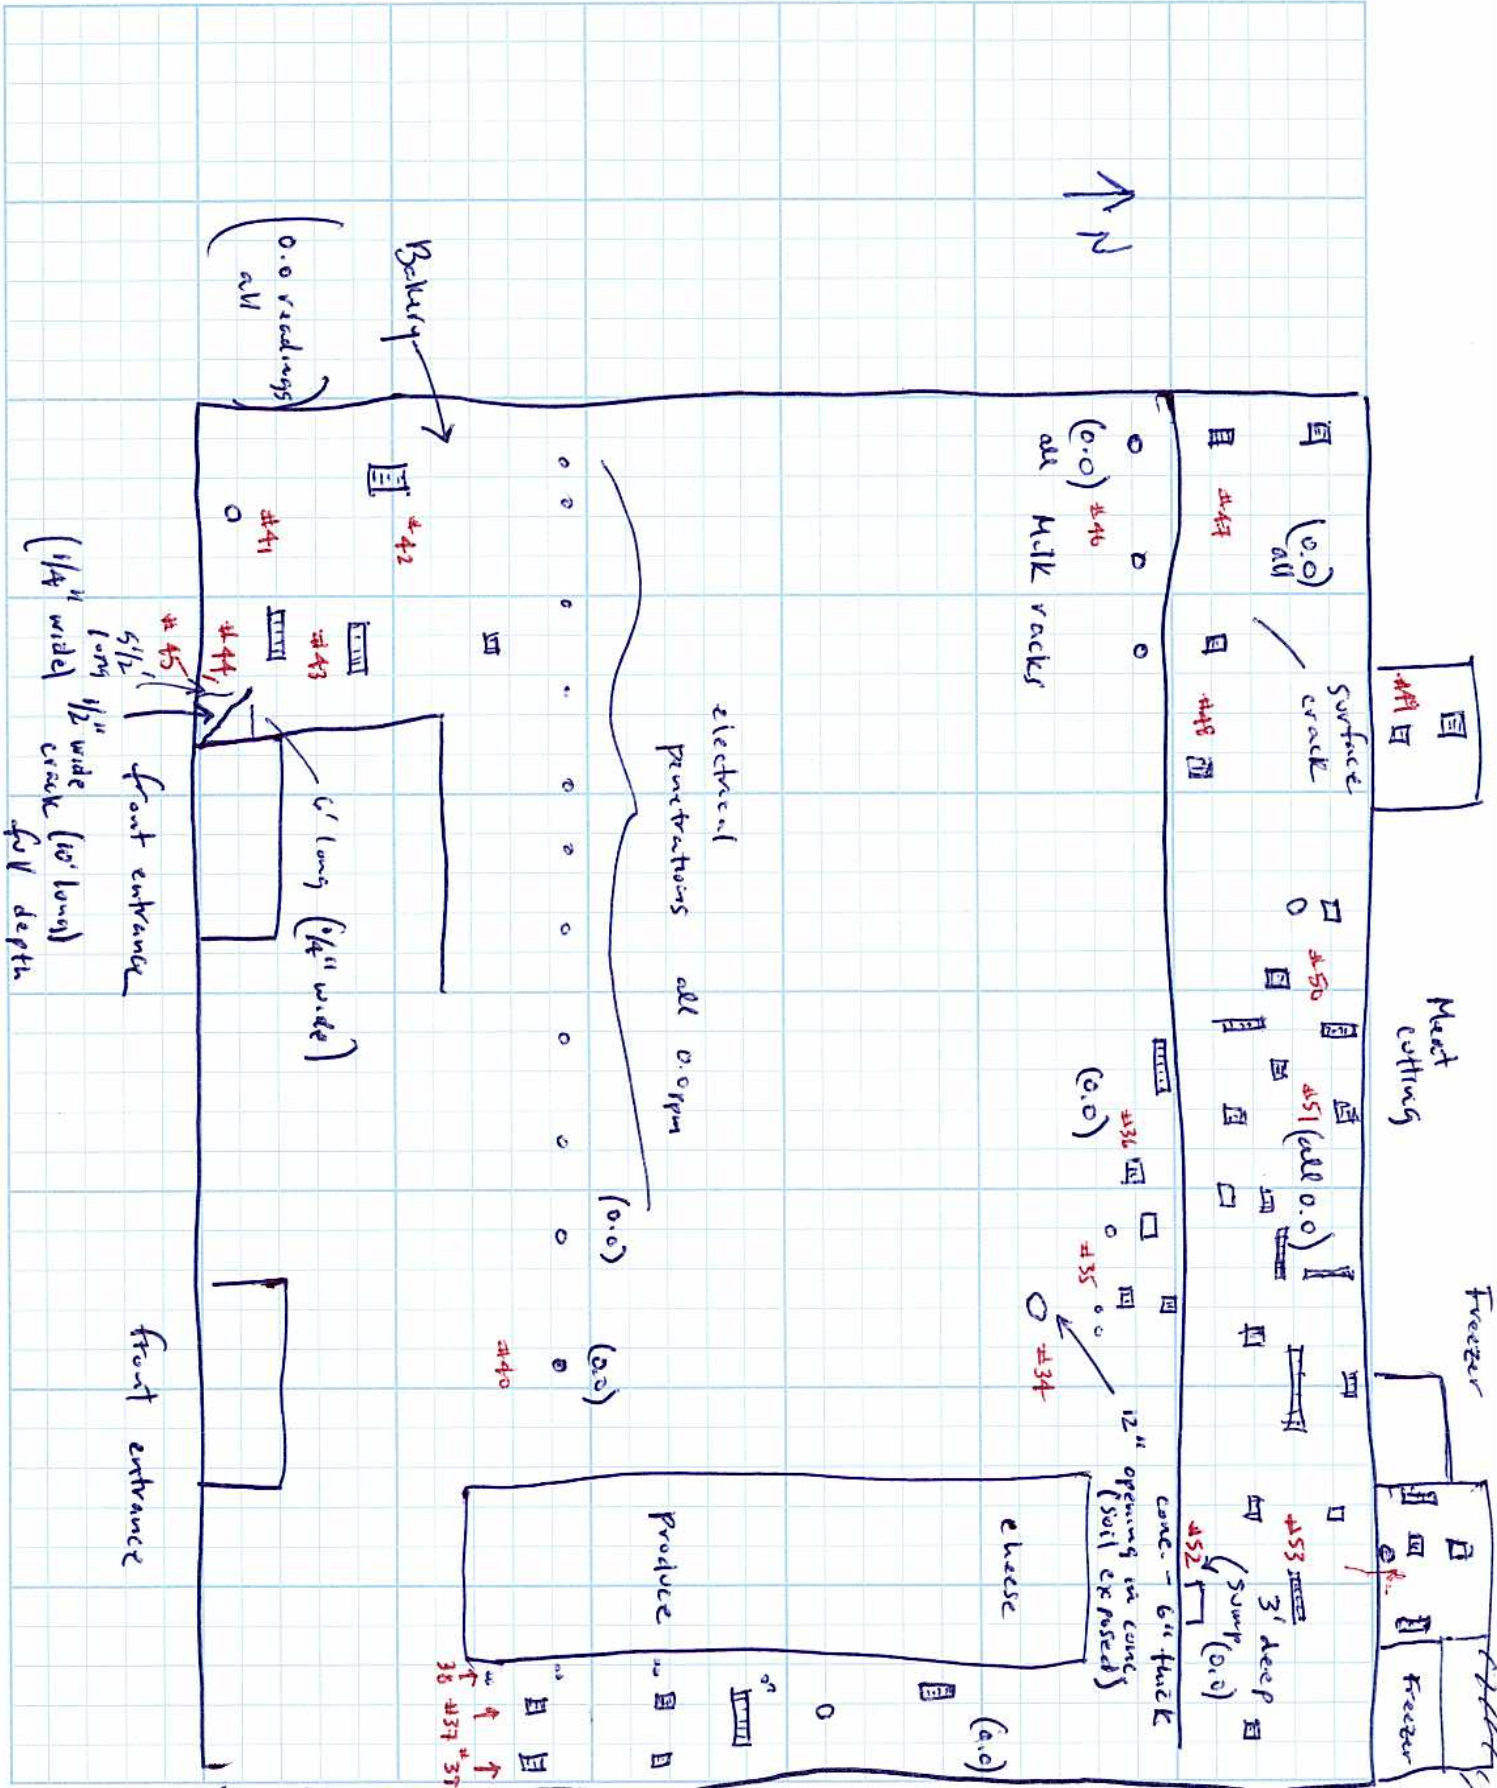 N
Bakery
(0.0 readings
all
#41
#42
#43
#44,
#45
5 1/2'
long
1/2" wide
crack (10' long)
full depth
(1/4" wide)
front entrance
6' long (1/4" wide)
electrical
penetrations all 0.0 ppm
(0.0)
(0.0)
#40
front entrance
(0.0)
all
#46
Milk racks
#47
(0.0)
all
surface
crack
#48
#49
Meat
cutting
#50
#51 (all 0.0)
#36
(0.0)
#35
#34
12" opening in conc
(soil exposed)
conc. - 6" thick
Freezer
#53
#52
3' deep
sump
(0.0)
Freezer
cheese
produce
(0.0)
38 #37 #39